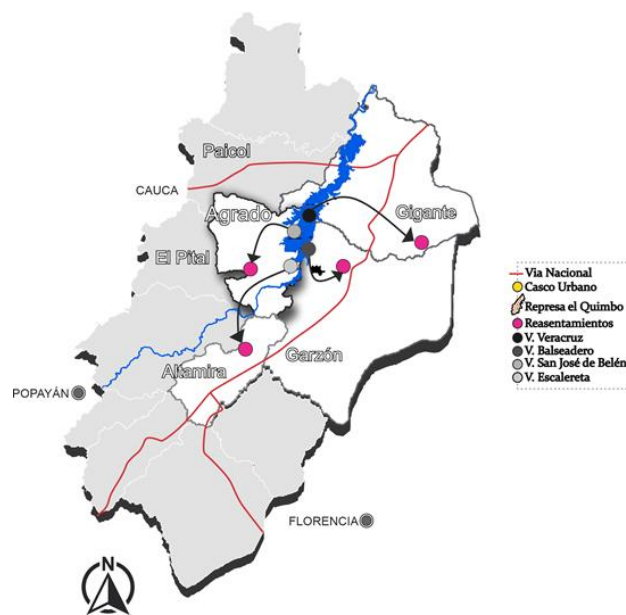 Paicol
CAUCA
Agrado
Gigante
El Pital
Garzón
Altamira
POPAYÁN
FLORENCIA
N
Via Nacional
Casco Urbano
Represa el Quimbo
Reasentamientos
V. Veracruz
V. Balseadero
V. San José de Belén
V. Escalereta